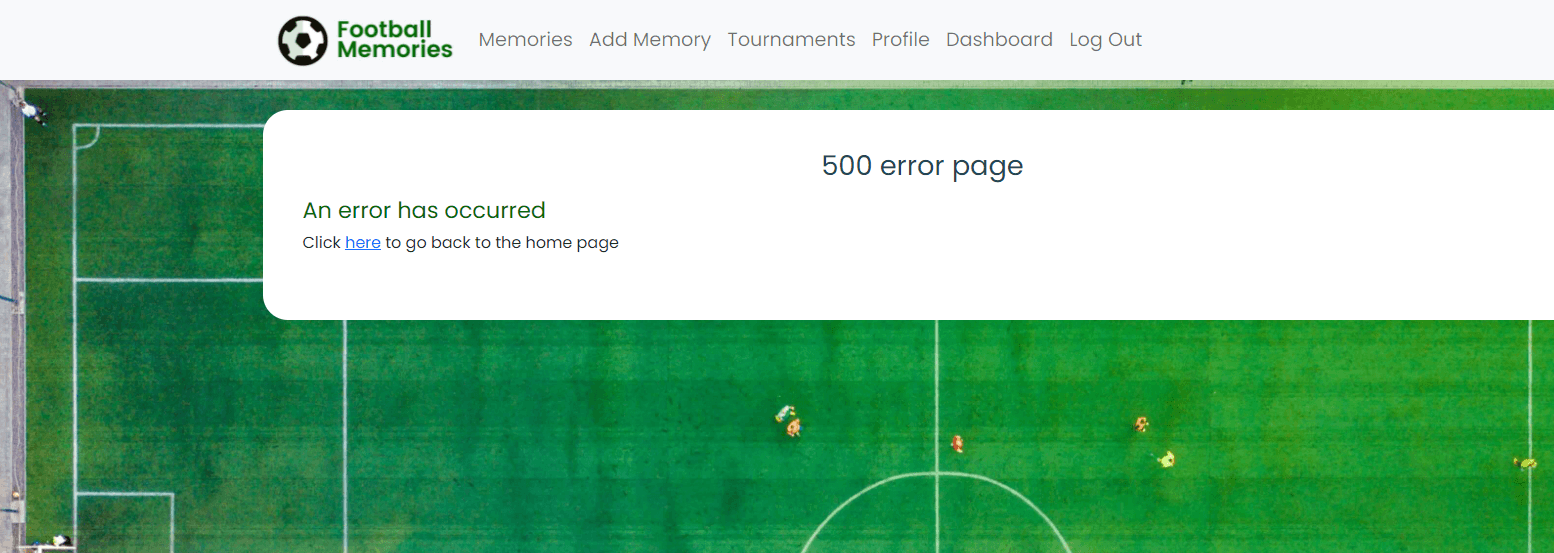 Football
Memories
Memories Add Memory Tournaments Profile Dashboard Log Out
500 error page
An error has occurred
Click here to go back to the home page